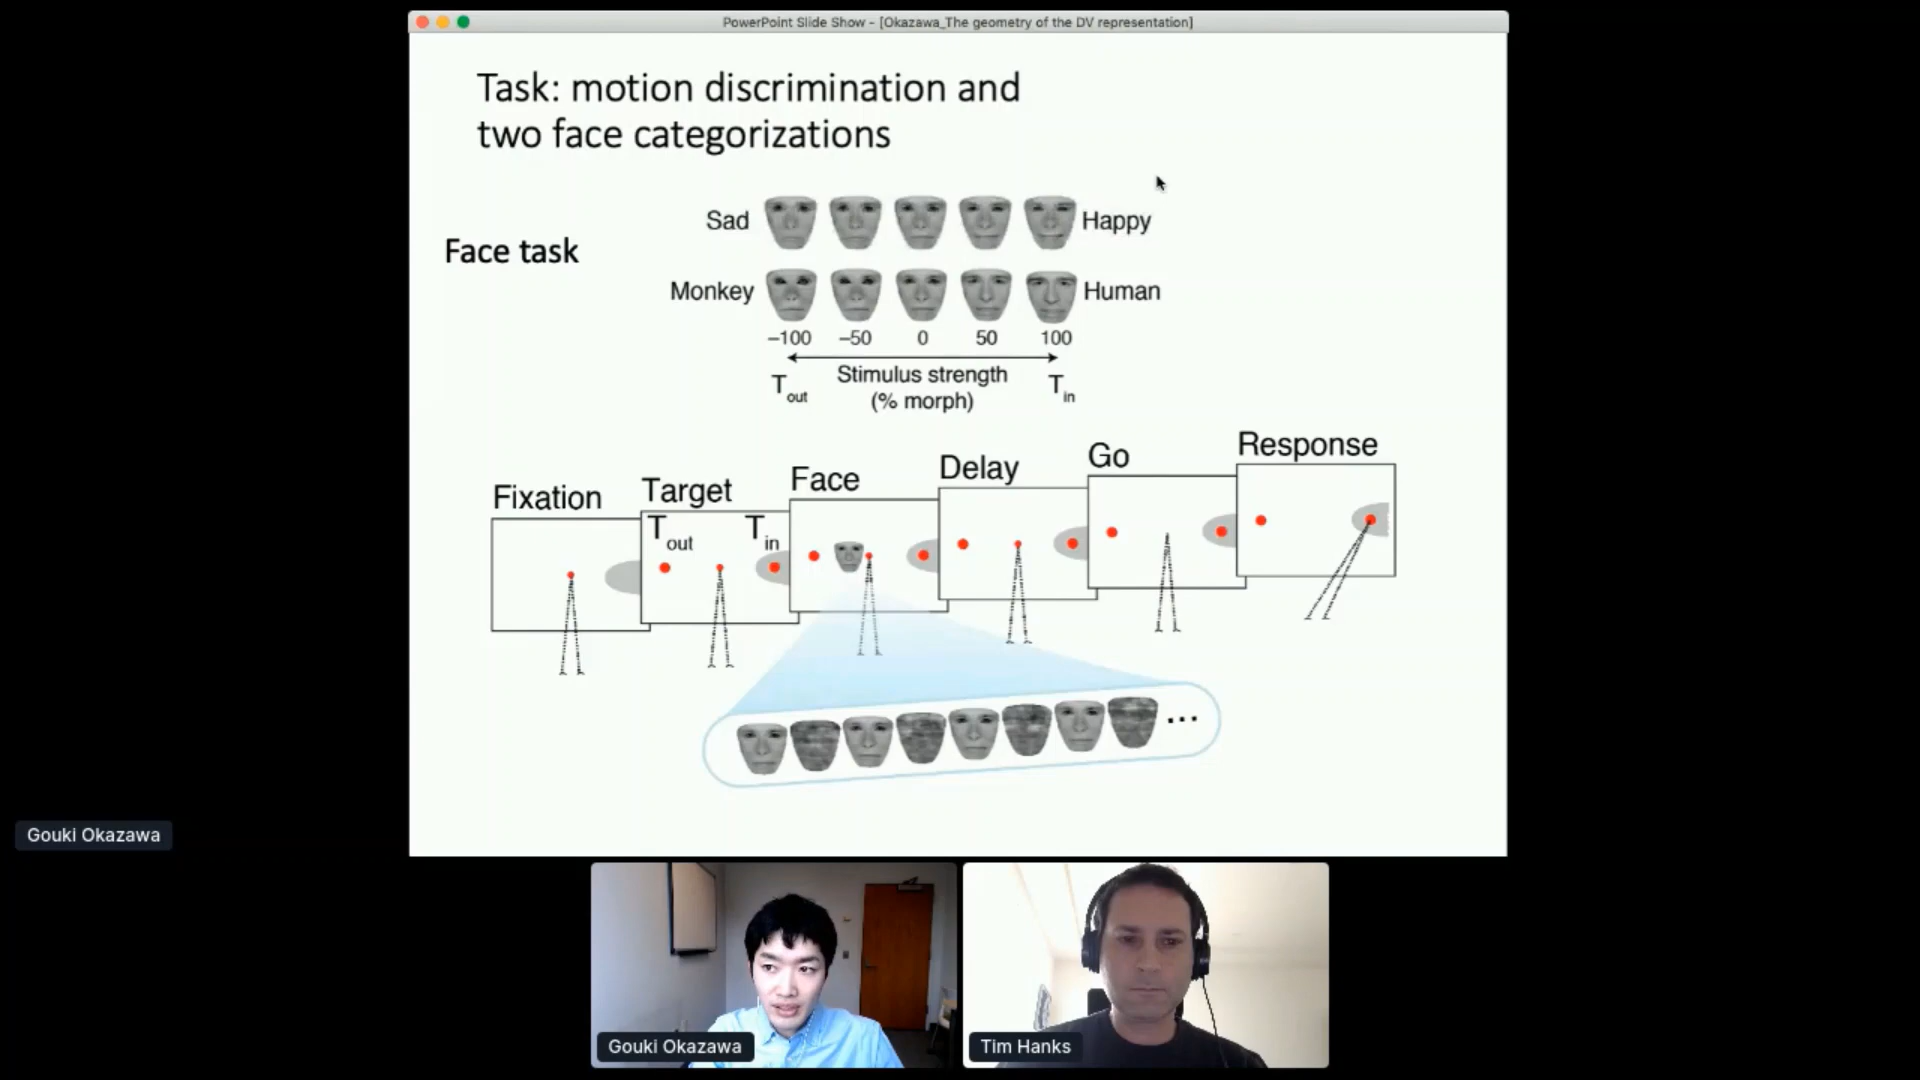 PowerPoint Slide Show - [Okazawa_The geometry of the DV representation]
Task: motion discrimination and
two face categorizations
Face task
Sad
Happy
Monkey
Human
–100 –50 0 50 100
Stimulus strength
(% morph)
Tout
Tin
Fixation
Target
Face
Delay
Go
Response
Tout
Tin
...
Gouki Okazawa
Gouki Okazawa
Tim Hanks